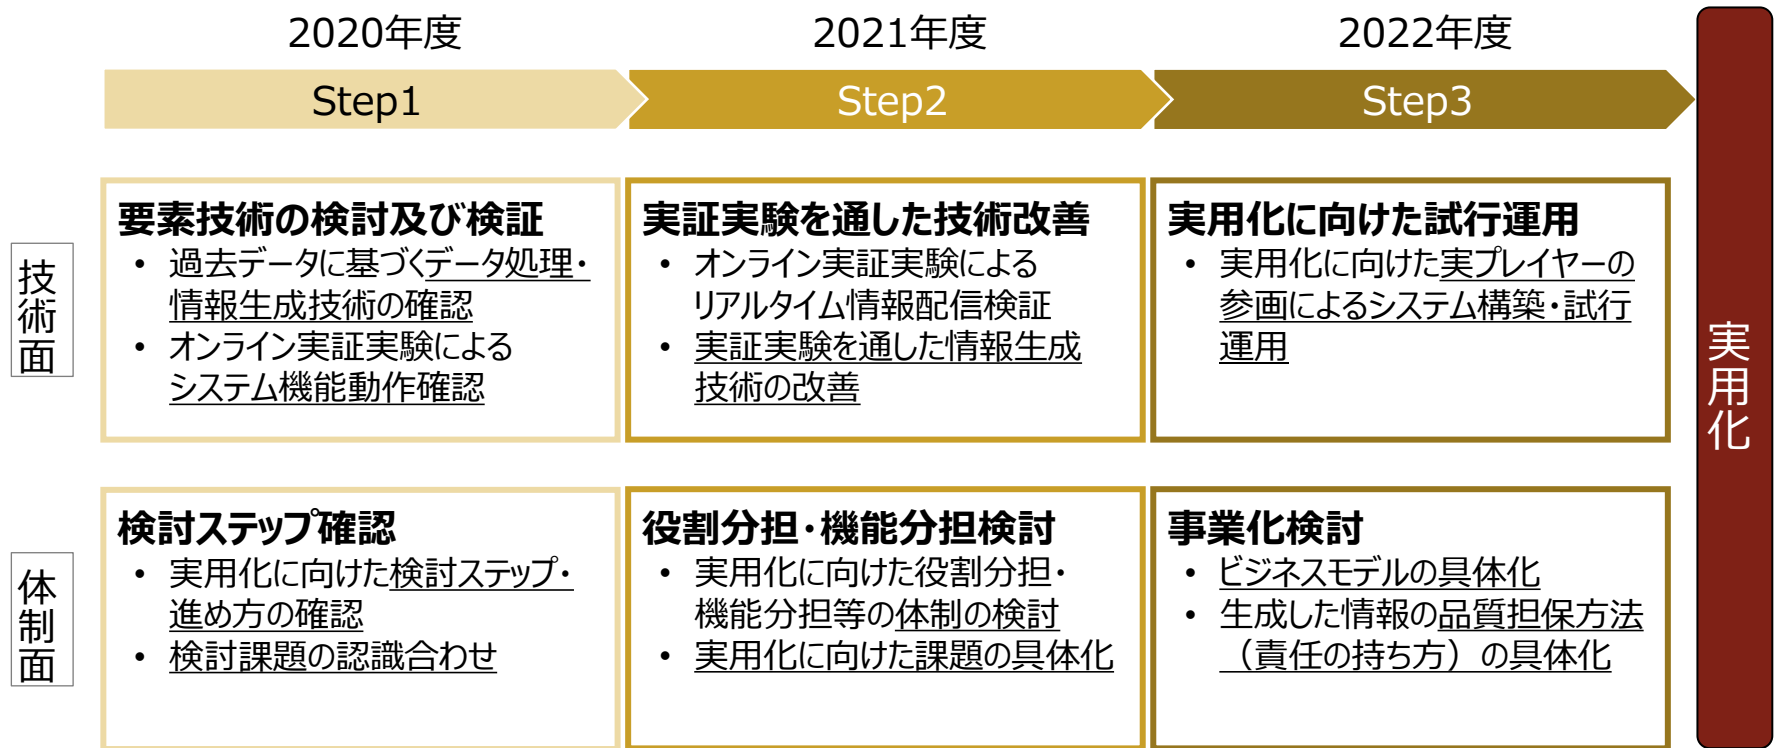 2020年度
2021年度
2022年度
Step1
Step2
Step3
実用化
技術面
要素技術の検討及び検証
• 過去データに基づくデータ処理・
情報生成技術の確認
• オンライン実証実験による
システム機能動作確認
実証実験を通した技術改善
• オンライン実証実験による
リアルタイム情報配信検証
• 実証実験を通した情報生成
技術の改善
実用化に向けた試行運用
• 実用化に向けた実プレイヤーの
参画によるシステム構築・試行
運用
体制面
検討ステップ確認
• 実用化に向けた検討ステップ・
進め方の確認
• 検討課題の認識合わせ
役割分担・機能分担検討
• 実用化に向けた役割分担・
機能分担等の体制の検討
• 実用化に向けた課題の具体化
事業化検討
• ビジネスモデルの具体化
• 生成した情報の品質担保方法
（責任の持ち方）の具体化